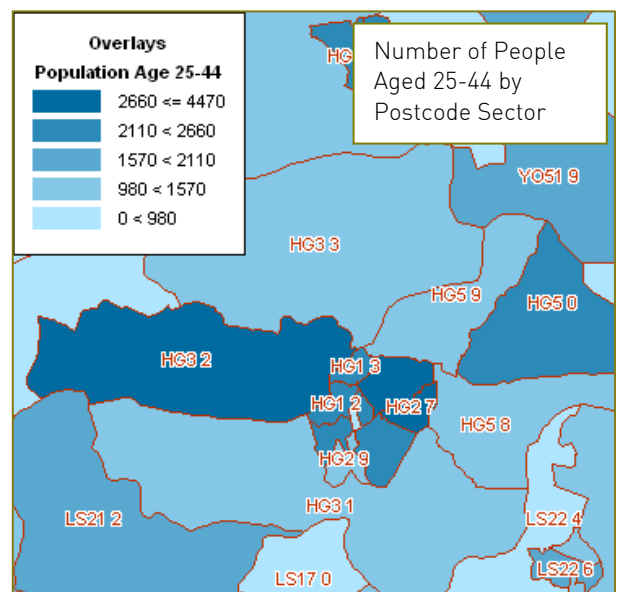 Overlays
Population Age 25-44
2660 <= 4470
2110 < 2660
1570 < 2110
980 < 1570
0 < 980
Number of People
Aged 25-44 by
Postcode Sector
HG
YO51 9
HG3 3
HG5 9
HG5 0
HG3 2
HG1 3
HG1 2
HG2 7
HG5 8
HG2 9
HG3 1
LS21 2
LS22 4
LS17 0
LS22 6